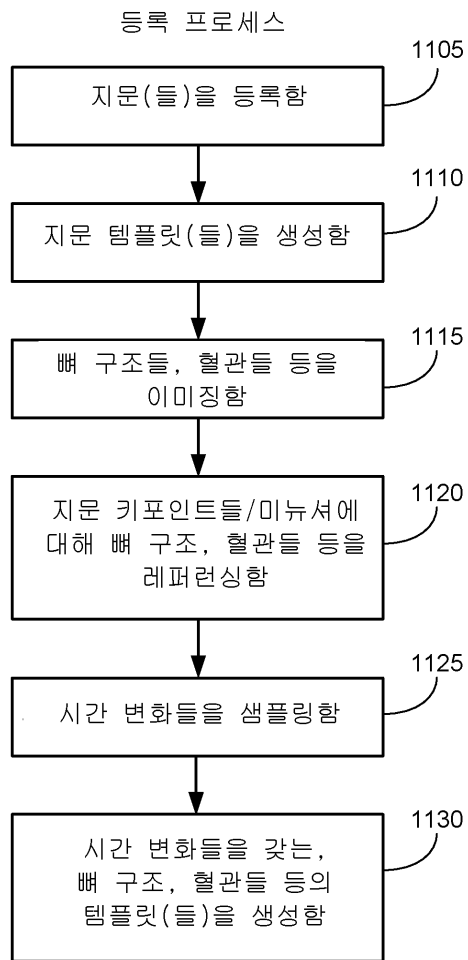 등록 프로세스
1105
지문(들)을 등록함
1110
지문 템플릿(들)을 생성함
1115
뼈 구조들, 혈관들 등을
이미징함
1120
지문 키포인트들/미뉴셔에
대해 뼈 구조, 혈관들 등을
레퍼런싱함
1125
시간 변화들을 샘플링함
1130
시간 변화들을 갖는,
뼈 구조, 혈관들 등의
템플릿(들)을 생성함